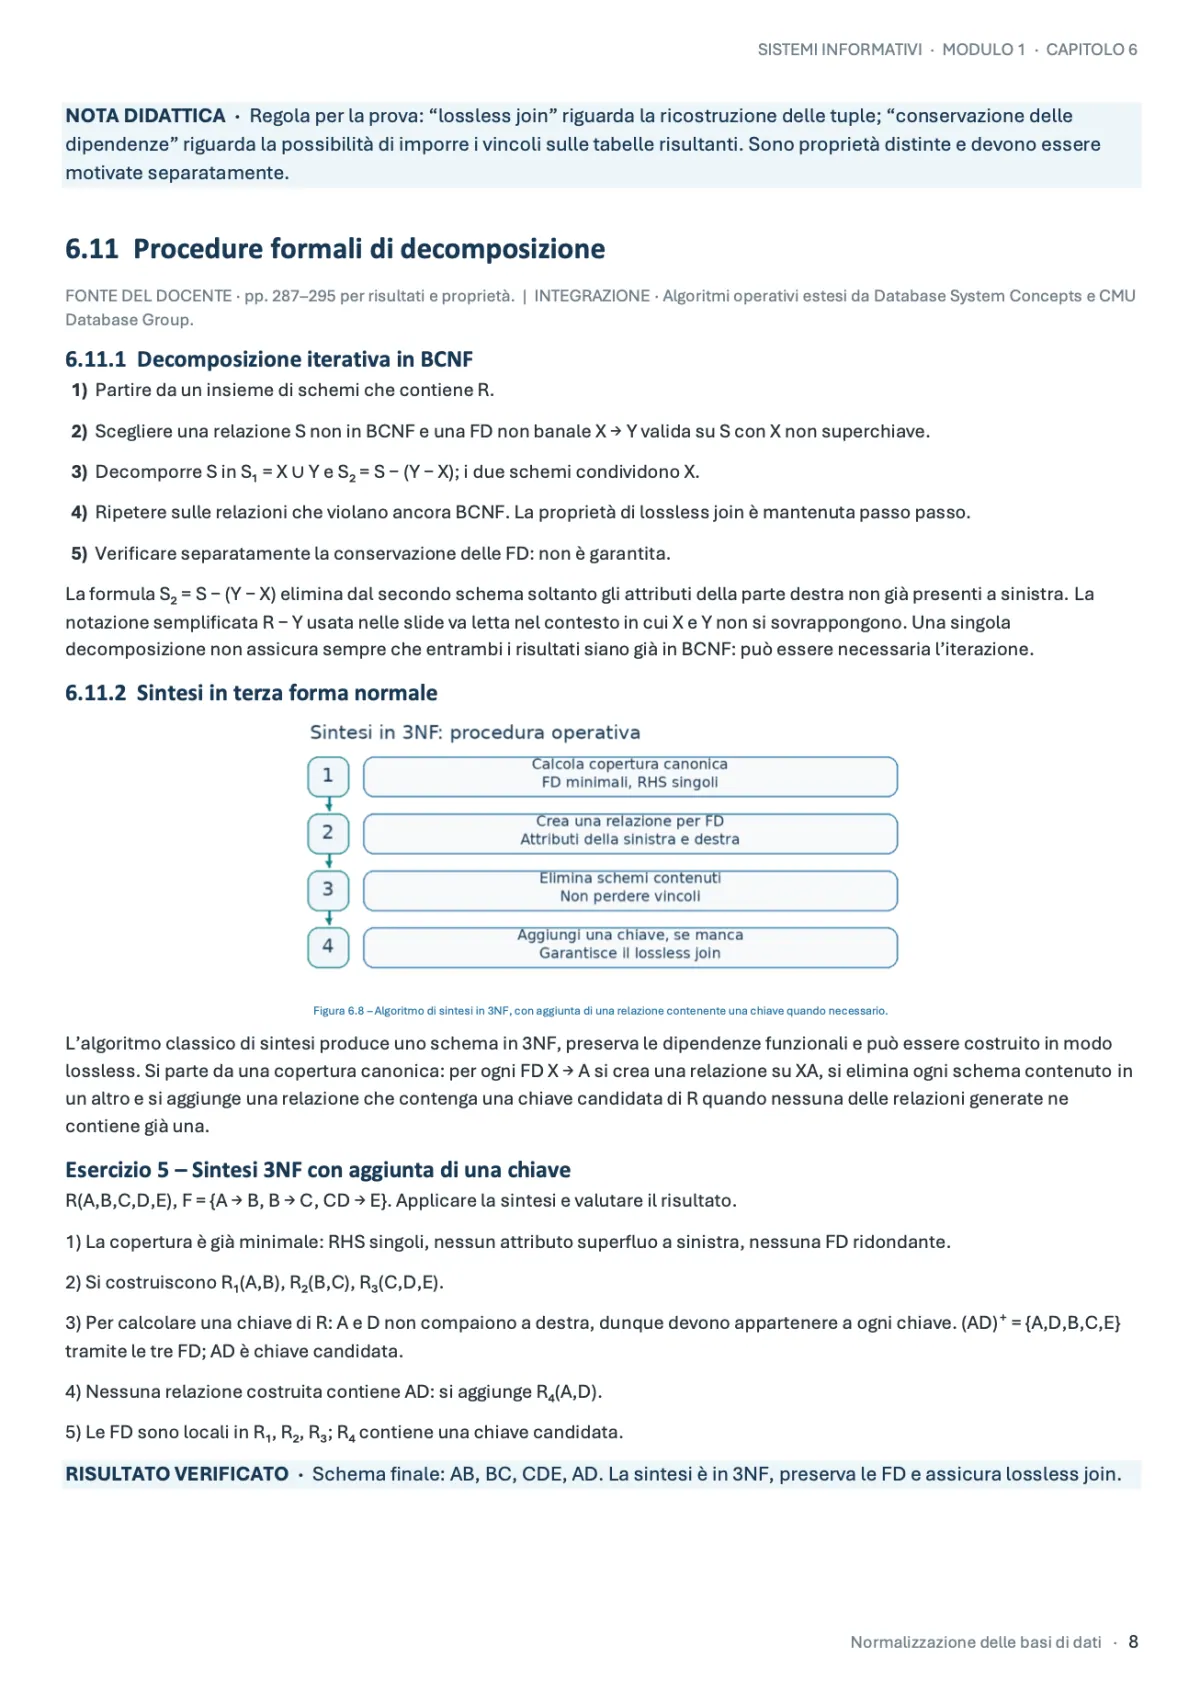 SISTEMI INFORMATIVI · MODULO 1 · CAPITOLO 6
NOTA DIDATTICA · Regola per la prova: “lossless join” riguarda la ricostruzione delle tuple; “conservazione delle
dipendenze” riguarda la possibilità di imporre i vincoli sulle tabelle risultanti. Sono proprietà distinte e devono essere
motivate separatamente.
6.11 Procedure formali di decomposizione
FONTE DEL DOCENTE · pp. 287–295 per risultati e proprietà. | INTEGRAZIONE · Algoritmi operativi estesi da Database System Concepts e CMU
Database Group.
6.11.1 Decomposizione iterativa in BCNF
1) Partire da un insieme di schemi che contiene R.
2) Scegliere una relazione S non in BCNF e una FD non banale X → Y valida su S con X non superchiave.
3) Decomporre S in S₁ = X ∪ Y e S₂ = S − (Y − X); i due schemi condividono X.
4) Ripetere sulle relazioni che violano ancora BCNF. La proprietà di lossless join è mantenuta passo passo.
5) Verificare separatamente la conservazione delle FD: non è garantita.
La formula S₂ = S − (Y − X) elimina dal secondo schema soltanto gli attributi della parte destra non già presenti a sinistra. La
notazione semplificata R − Y usata nelle slide va letta nel contesto in cui X e Y non si sovrappongono. Una singola
decomposizione non assicura sempre che entrambi i risultati siano già in BCNF: può essere necessaria l’iterazione.
6.11.2 Sintesi in terza forma normale
Sintesi in 3NF: procedura operativa
1
Calcola copertura canonica
FD minimali, RHS singoli
2
Crea una relazione per FD
Attributi della sinistra e destra
3
Elimina schemi contenuti
Non perdere vincoli
4
Aggiungi una chiave, se manca
Garantisce il lossless join
Figura 6.8 – Algoritmo di sintesi in 3NF, con aggiunta di una relazione contenente una chiave quando necessario.
L’algoritmo classico di sintesi produce uno schema in 3NF, preserva le dipendenze funzionali e può essere costruito in modo
lossless. Si parte da una copertura canonica: per ogni FD X → A si crea una relazione su XA, si elimina ogni schema contenuto in
un altro e si aggiunge una relazione che contenga una chiave candidata di R quando nessuna delle relazioni generate ne
contiene già una.
Esercizio 5 – Sintesi 3NF con aggiunta di una chiave
R(A,B,C,D,E), F = {A → B, B → C, CD → E}. Applicare la sintesi e valutare il risultato.
1) La copertura è già minimale: RHS singoli, nessun attributo superfluo a sinistra, nessuna FD ridondante.
2) Si costruiscono R₁(A,B), R₂(B,C), R₃(C,D,E).
3) Per calcolare una chiave di R: A e D non compaiono a destra, dunque devono appartenere a ogni chiave. (AD)⁺ = {A,D,B,C,E}
tramite le tre FD; AD è chiave candidata.
4) Nessuna relazione costruita contiene AD: si aggiunge R₄(A,D).
5) Le FD sono locali in R₁, R₂, R₃; R₄ contiene una chiave candidata.
RISULTATO VERIFICATO · Schema finale: AB, BC, CDE, AD. La sintesi è in 3NF, preserva le FD e assicura lossless join.
Normalizzazione delle basi di dati · 8